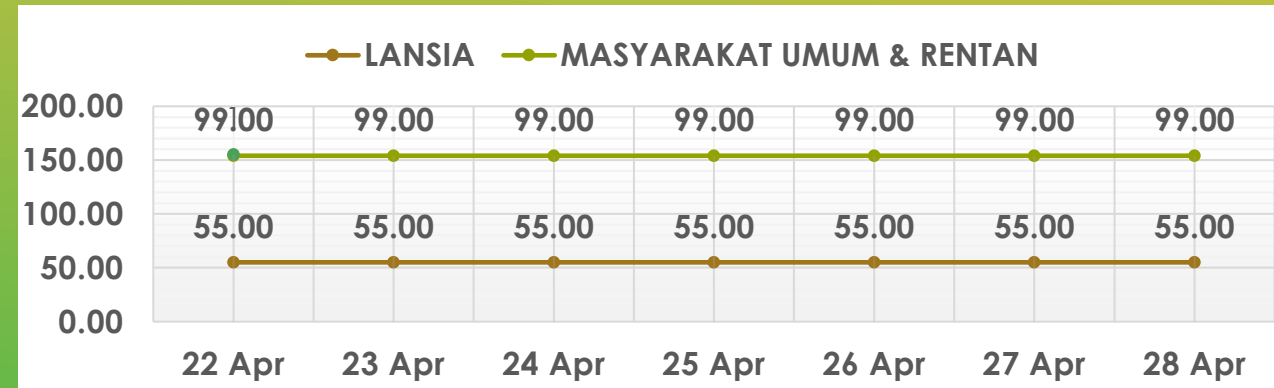 LANSIA MASYARAKAT UMUM & RENTAN
200.00
99.00 99.00 99.00 99.00 99.00 99.00 99.00
150.00
100.00
55.00 55.00 55.00 55.00 55.00 55.00 55.00
50.00
0.00
22 Apr 23 Apr 24 Apr 25 Apr 26 Apr 27 Apr 28 Apr